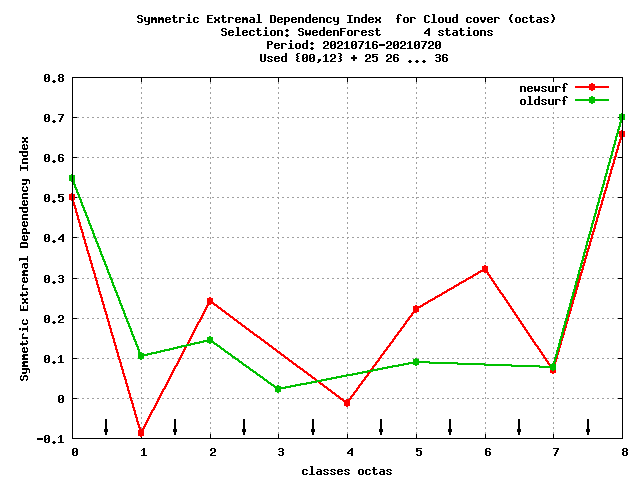 Symmetric Extremal Dependency Index  for Cloud cover (octas)
Selection: SwedenForest      4 stations
Period: 20210716-20210720
Used {00,12} + 25 26 ... 36
newsurf
oldsurf
0.8
0.7
0.6
0.5
0.4
0.3
0.2
0.1
0
-0.1
Symmetric Extremal Dependency Index
0 1 2 3 4 5 6 7 8
classes octas